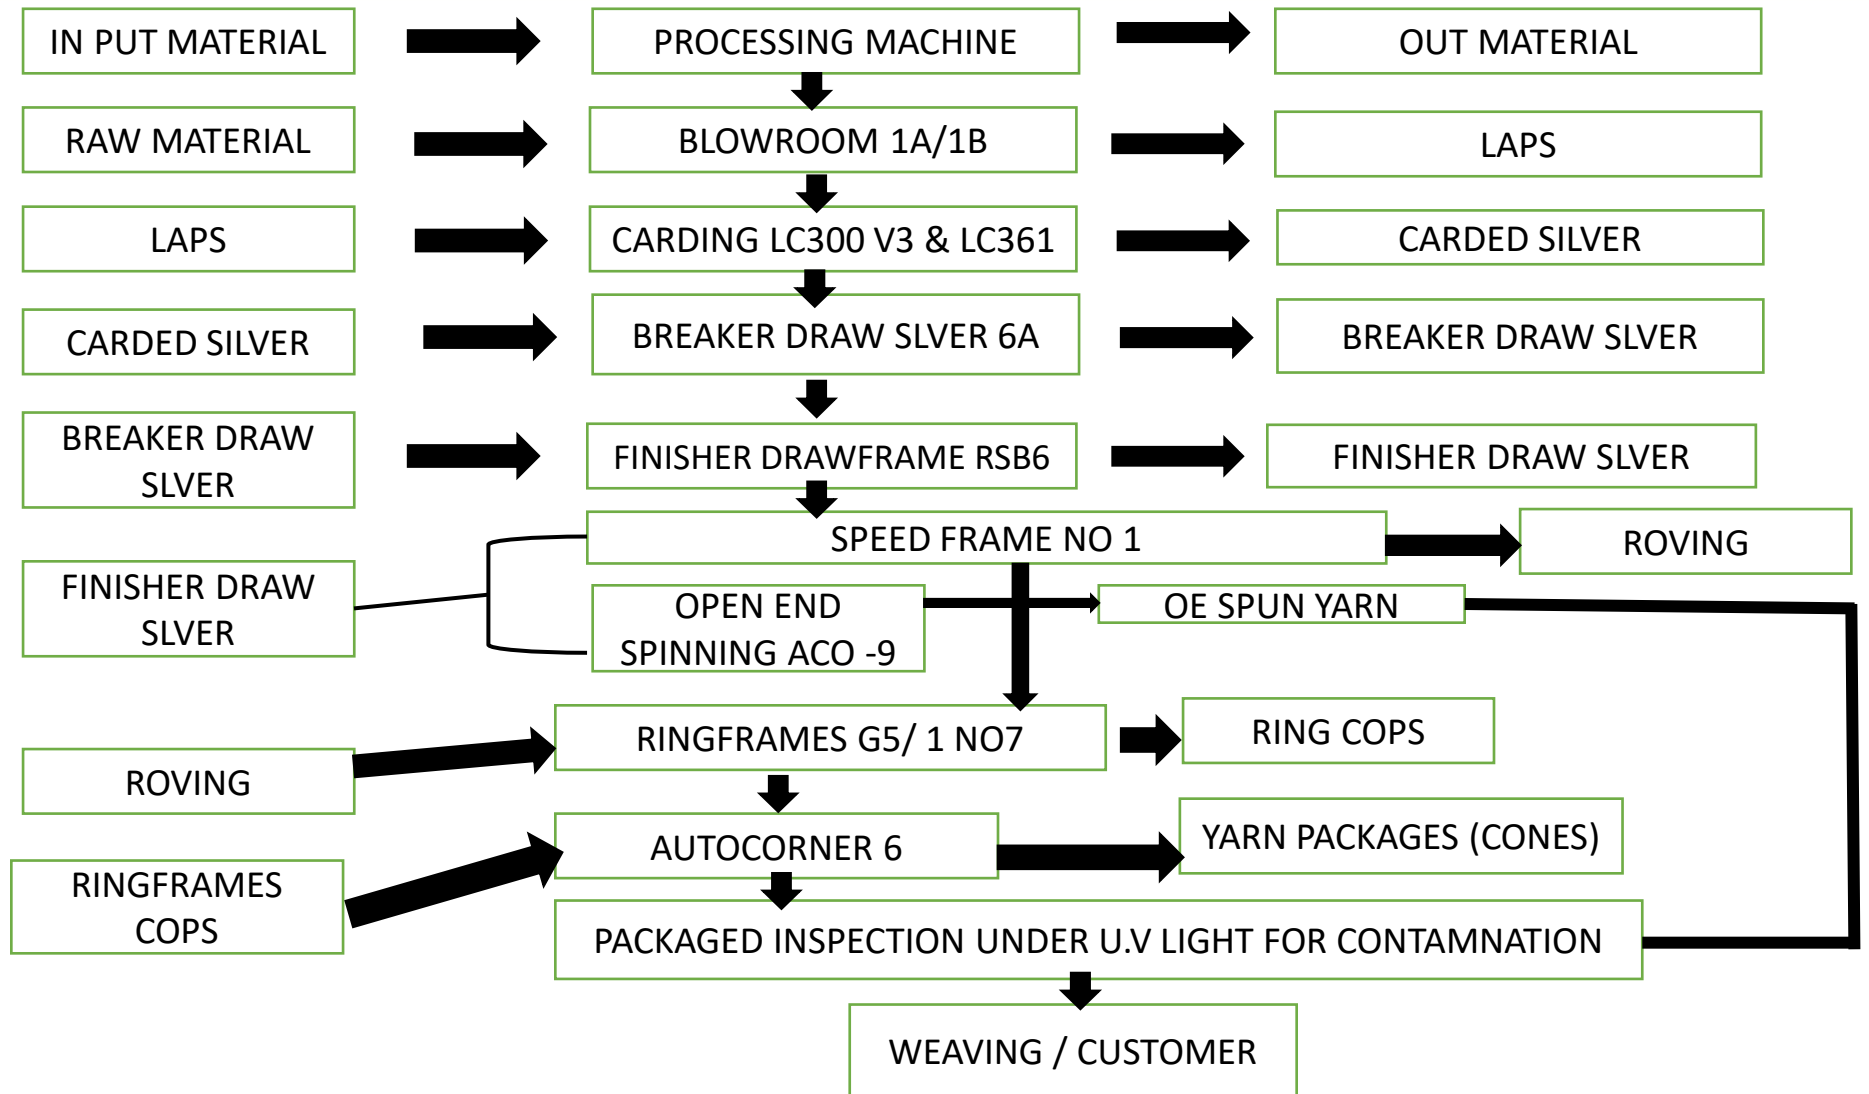 IN PUT MATERIAL
PROCESSING MACHINE
OUT MATERIAL
RAW MATERIAL
BLOWROOM 1A/1B
LAPS
LAPS
CARDING LC300 V3 & LC361
CARDED SILVER
CARDED SILVER
BREAKER DRAW SLVER 6A
BREAKER DRAW SLVER
BREAKER DRAW
SLVER
FINISHER DRAWFRAME RSB6
FINISHER DRAW SLVER
FINISHER DRAW
SLVER
SPEED FRAME NO 1
ROVING
OPEN END
SPINNING ACO -9
OE SPUN YARN
ROVING
RINGFRAMES G5/ 1 NO7
RING COPS
RINGFRAMES
COPS
AUTOCORNER 6
YARN PACKAGES (CONES)
PACKAGED INSPECTION UNDER U.V LIGHT FOR CONTAMNATION
WEAVING / CUSTOMER